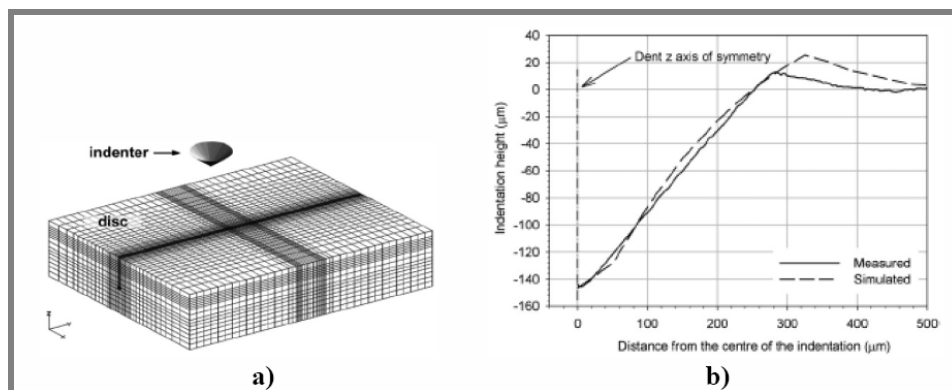 indenter
disc
z
Y
X
a)
40
20
0
-20
-40
-60
-80
-100
-120
-140
-160
Indentation height (μm)
Dent z axis of symmetry
Measured
Simulated
0 100 200 300 400 500
Distance from the centre of the indentation (μm)
b)